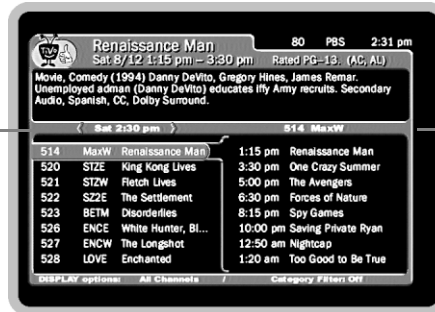 TiVo
Renaissance Man 80 PBS 2:31 pm
Sat 8/12 1:15 pm – 3:30 pm Rated PG–13. (AC, AL)
Movie, Comedy (1994) Danny DeVito, Gregory Hines, James Remar.
Unemployed adman (Danny DeVito) educates iffy Army recruits. Secondary
Audio, Spanish, CC, Dolby Surround.
Sat 2:30 pm 514 MaxW
514 MaxW Renaissance Man 1:15 pm Renaissance Man
520 STZE King Kong Lives 3:30 pm One Crazy Summer
521 STZW Fletch Lives 5:00 pm The Avengers
522 SZ2E The Settlement 6:30 pm Forces of Nature
523 BETM Disorderlies 8:15 pm Spy Games
526 ENCE White Hunter, Bl... 10:00 pm Saving Private Ryan
527 ENCW The Longshot 12:50 am Nightcap
528 LOVE Enchanted 1:20 am Too Good to Be True
DISPLAY options: All Channels / Category Filter: Off